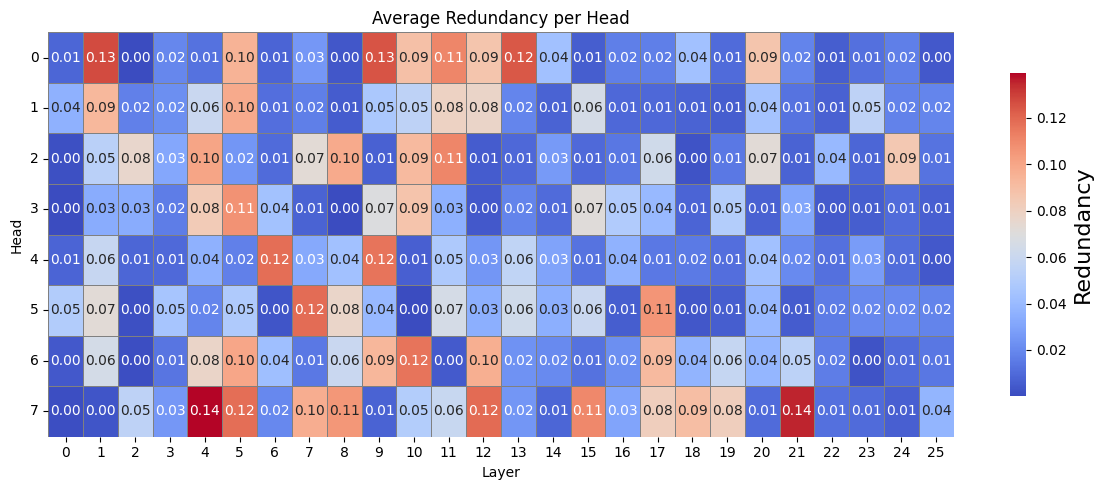 Average Redundancy per Head
0 0.01 0.13 0.00 0.02 0.01 0.10 0.01 0.03 0.00 0.13 0.09 0.11 0.09 0.12 0.04 0.01 0.02 0.02 0.04 0.01 0.09 0.02 0.01 0.01 0.02 0.00
1 0.04 0.09 0.02 0.02 0.06 0.10 0.01 0.02 0.01 0.05 0.05 0.08 0.08 0.02 0.01 0.06 0.01 0.01 0.01 0.01 0.04 0.01 0.01 0.05 0.02 0.02
2 0.00 0.05 0.08 0.03 0.10 0.02 0.01 0.07 0.10 0.01 0.09 0.11 0.01 0.01 0.03 0.01 0.01 0.06 0.00 0.01 0.07 0.01 0.04 0.01 0.09 0.01
3 0.00 0.03 0.03 0.02 0.08 0.11 0.04 0.01 0.00 0.07 0.09 0.03 0.00 0.02 0.01 0.07 0.05 0.04 0.01 0.05 0.01 0.03 0.00 0.01 0.01 0.01
4 0.01 0.06 0.01 0.01 0.04 0.02 0.12 0.03 0.04 0.12 0.01 0.05 0.03 0.06 0.03 0.01 0.04 0.01 0.02 0.01 0.04 0.02 0.01 0.03 0.01 0.00
5 0.05 0.07 0.00 0.05 0.02 0.05 0.00 0.12 0.08 0.04 0.00 0.07 0.03 0.06 0.03 0.06 0.01 0.11 0.00 0.01 0.04 0.01 0.02 0.02 0.02 0.02
6 0.00 0.06 0.00 0.01 0.08 0.10 0.04 0.01 0.06 0.09 0.12 0.00 0.10 0.02 0.02 0.01 0.02 0.09 0.04 0.06 0.04 0.05 0.02 0.00 0.01 0.01
7 0.00 0.00 0.05 0.03 0.14 0.12 0.02 0.10 0.11 0.01 0.05 0.06 0.12 0.02 0.01 0.11 0.03 0.08 0.09 0.08 0.01 0.14 0.01 0.01 0.01 0.04
0 1 2 3 4 5 6 7 8 9 10 11 12 13 14 15 16 17 18 19 20 21 22 23 24 25
Layer
Head
0.12
0.10
0.08
0.06
0.04
0.02
Redundancy